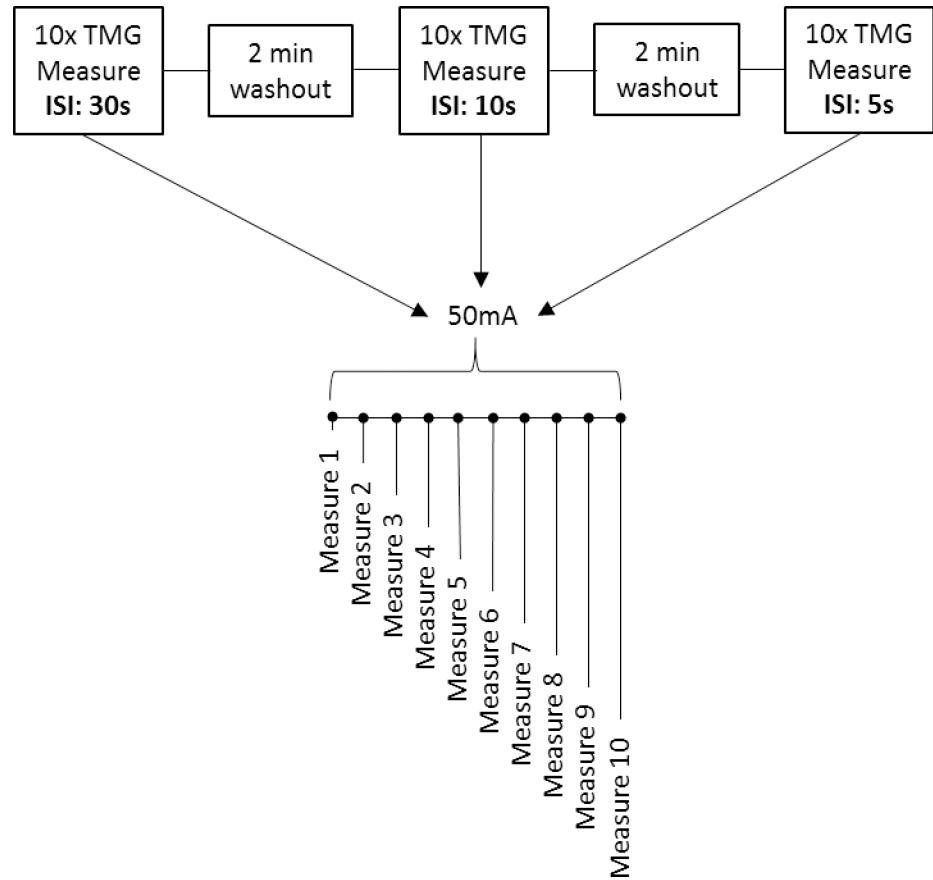 10x TMG
Measure
ISI: 30s
2 min
washout
10x TMG
Measure
ISI: 10s
2 min
washout
10x TMG
Measure
ISI: 5s
50mA
Measure 1
Measure 2
Measure 3
Measure 4
Measure 5
Measure 6
Measure 7
Measure 8
Measure 9
Measure 10